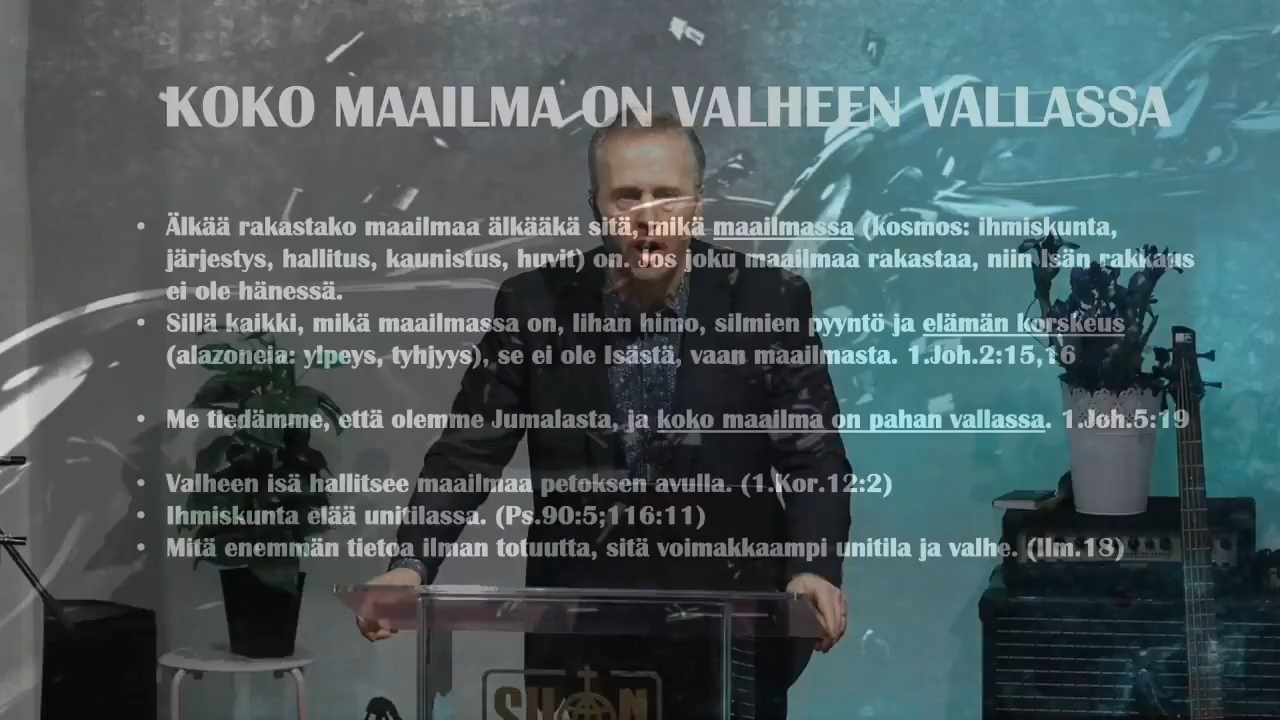 KOKO MAAILMA ON VALHEEN VALLASSA
• Älkää rakastako maailmaa älkääkä sitä, mikä maailmassa (kosmos: ihmiskunta,
järjestys, hallitus, kaunistus, huvit) on. Jos joku maailmaa rakastaa, niin Isän rakkaus
ei ole hänessä.
• Sillä kaikki, mikä maailmassa on, lihan himo, silmien pyyntö ja elämän korskeus
(alazoneia: ylpeys, tyhjyys), se ei ole Isästä, vaan maailmasta. 1.Joh.2:15,16
• Me tiedämme, että olemme Jumalasta, ja koko maailma on pahan vallassa. 1.Joh.5:19
• Valheen isä hallitsee maailmaa petoksen avulla. (1.Kor.12:2)
• Ihmiskunta elää unitilassa. (Ps.90:5;116:11)
• Mitä enemmän tietoa ilman totuutta, sitä voimakkaampi unitila ja valhe. (Ilm.18)